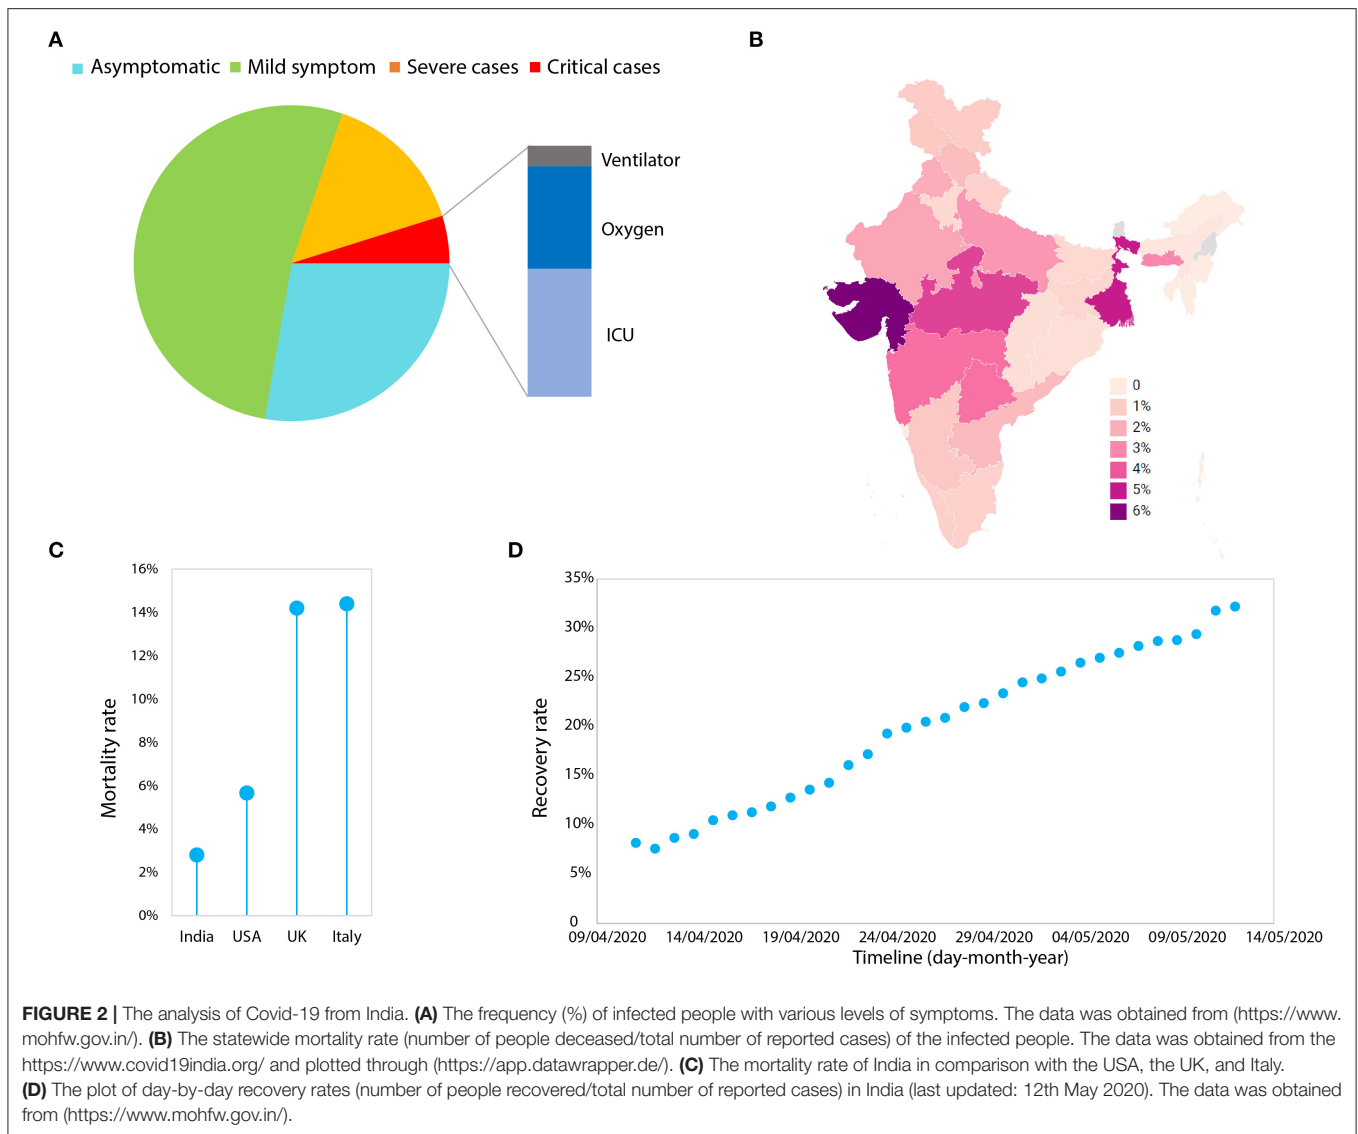 A
Asymptomatic Mild symptom Severe cases Critical cases
Ventilator
Oxygen
ICU
B
0
1%
2%
3%
4%
5%
6%
C
16%
14%
12%
10%
8%
6%
4%
2%
0%
Mortality rate
India USA UK Italy
D
35%
30%
25%
20%
15%
10%
5%
0
Recovery rate
09/04/2020 14/04/2020 19/04/2020 24/04/2020 29/04/2020 04/05/2020 09/05/2020 14/05/2020
Timeline (day-month-year)
FIGURE 2 | The analysis of Covid-19 from India. (A) The frequency (%) of infected people with various levels of symptoms. The data was obtained from (https://www.
mohfw.gov.in/). (B) The statewide mortality rate (number of people deceased/total number of reported cases) of the infected people. The data was obtained from the
https://www.covid19india.org/ and plotted through (https://app.datawrapper.de/). (C) The mortality rate of India in comparison with the USA, the UK, and Italy.
(D) The plot of day-by-day recovery rates (number of people recovered/total number of reported cases) in India (last updated: 12th May 2020). The data was obtained
from (https://www.mohfw.gov.in/).